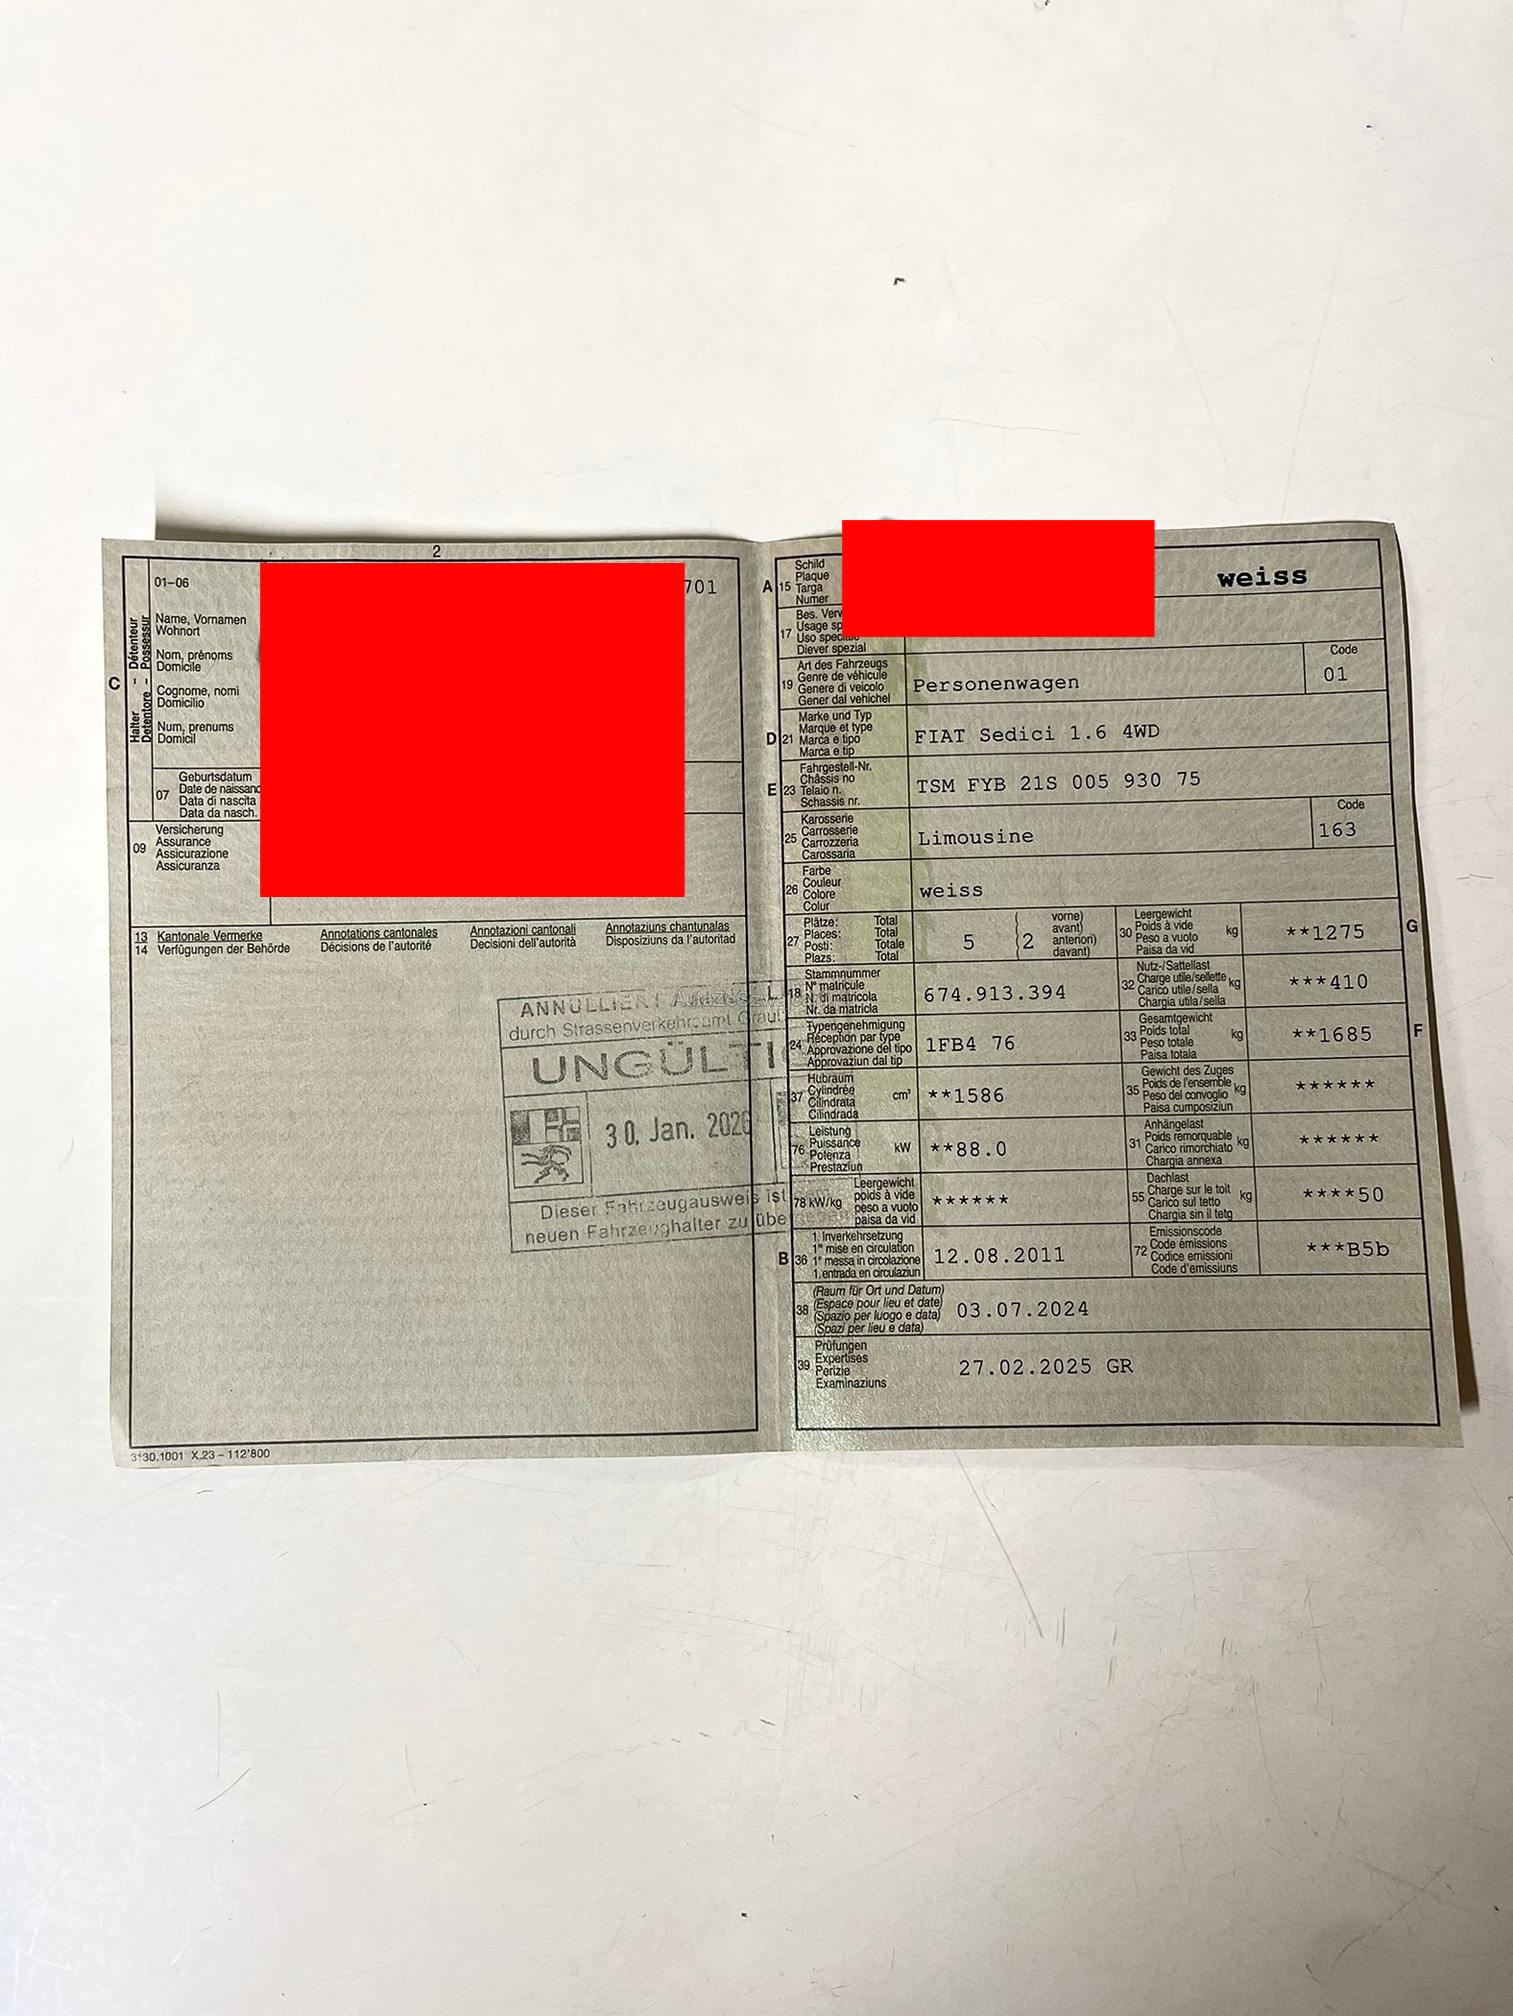 2
C
Halter - Détenteur
Detentore - Possessur
01–06
701
Name, Vornamen
Wohnort
Nom, prénoms
Domicile
Cognome, nomi
Domicilio
Num, prenums
Domicil
07
Geburtsdatum
Date de naissanc
Data di nascita
Data da nasch.
09
Versicherung
Assurance
Assicurazione
Assicuranza
13 Kantonale Vermerke Annotations cantonales Annotazioni cantonali Annotaziuns chantunalas
14 Verfügungen der Behörde Décisions de l'autorité Decisioni dell'autorità Disposiziuns da l'autoritad
ANNULLIERT
durch Strassenverkehrsamt Graub
UNGÜLTIG
30. Jan. 2026
Dieser Fahrzeugausweis ist
neuen Fahrzeughalter zu übergeben
3130.1001 X.23 – 112'800
A 15
Schild
Plaque
Targa
Numer
weiss
17
Bes. Verw
Usage sp
Uso speciale
Diever spezial
19
Art des Fahrzeugs
Genre de véhicule
Genere di veicolo
Gener dal vehichel
Personenwagen
Code
01
D 21
Marke und Typ
Marque et type
Marca e tipo
Marca e tip
FIAT Sedici 1.6 4WD
E 23
Fahrgestell-Nr.
Châssis no
Telaio n.
Schassis nr.
TSM FYB 21S 005 930 75
25
Karosserie
Carrosserie
Carrozzeria
Carossaria
Limousine
Code
163
26
Farbe
Couleur
Colore
Colur
weiss
27
Plätze: Total
Places: Total
Posti: Totale
Plazs: Total
5
2
vorne)
avant)
anteriori)
davant)
30
Leergewicht
Poids à vide
Peso a vuoto
Paisa da vid
kg
**1275
G
18
Stammnummer
N° matricule
N. di matricola
Nr. da matricla
674.913.394
32
Nutz-/Sattellast
Charge utile/sellette
Carico utile/sella
Chargia utila/sella
kg
***410
24
Typengenehmigung
Réception par type
Approvazione del tipo
Approvaziun dal tip
1FB4 76
33
Gesamtgewicht
Poids total
Peso totale
Paisa totala
kg
**1685
F
37
Hubraum
Cylindrée
Cilindrata
Cilindrada
cm³
**1586
35
Gewicht des Zuges
Poids de l'ensemble
Peso del convoglio
Paisa cumposiziun
kg
******
76
Leistung
Puissance
Potenza
Prestaziun
kW
**88.0
31
Anhängelast
Poids remorquable
Carico rimorchiato
Chargia annexa
kg
******
78 kW/kg
Leergewicht
poids à vide
peso a vuoto
paisa da vid
******
55
Dachlast
Charge sur le toit
Carico sul tetto
Chargia sin il tetg
kg
****50
B 36
1. Inverkehrsetzung
1re mise en circulation
1a messa in circolazione
1. entrada en circulaziun
12.08.2011
72
Emissionscode
Code émissions
Codice emissioni
Code d'emissiuns
***B5b
38
(Raum für Ort und Datum)
(Espace pour lieu et date)
(Spazio per luogo e data)
(Spazi per lieu e data)
03.07.2024
39
Prüfungen
Expertises
Perizie
Examinaziuns
27.02.2025 GR